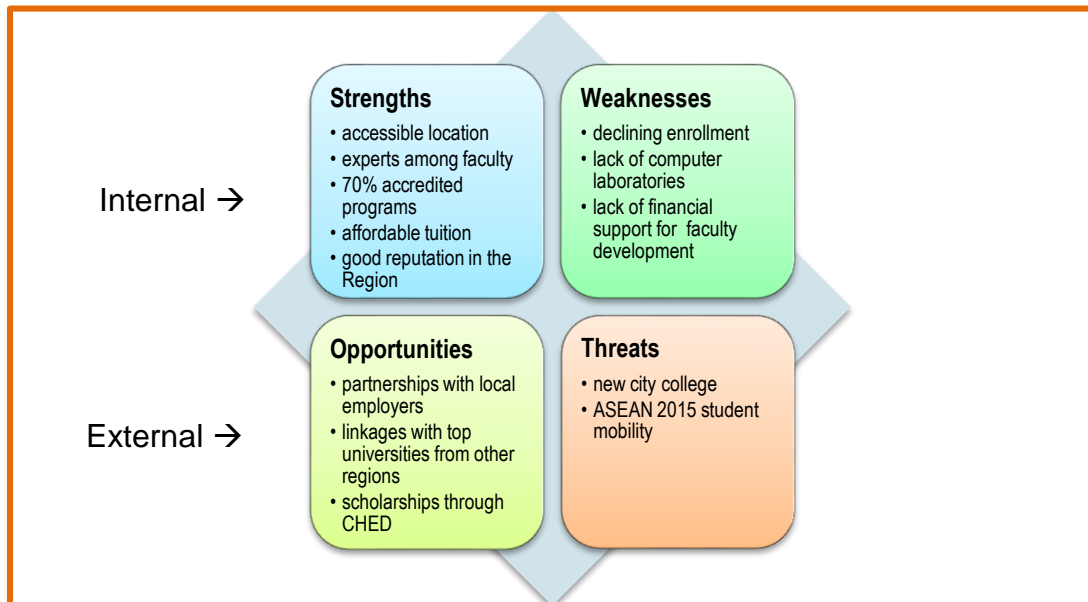 Internal →
Strengths
• accessible location
• experts among faculty
• 70% accredited
programs
• affordable tuition
• good reputation in the
Region
Weaknesses
• declining enrollment
• lack of computer
laboratories
• lack of financial
support for faculty
development
External →
Opportunities
• partnerships with local
employers
• linkages with top
universities from other
regions
• scholarships through
CHED
Threats
• new city college
• ASEAN 2015 student
mobility